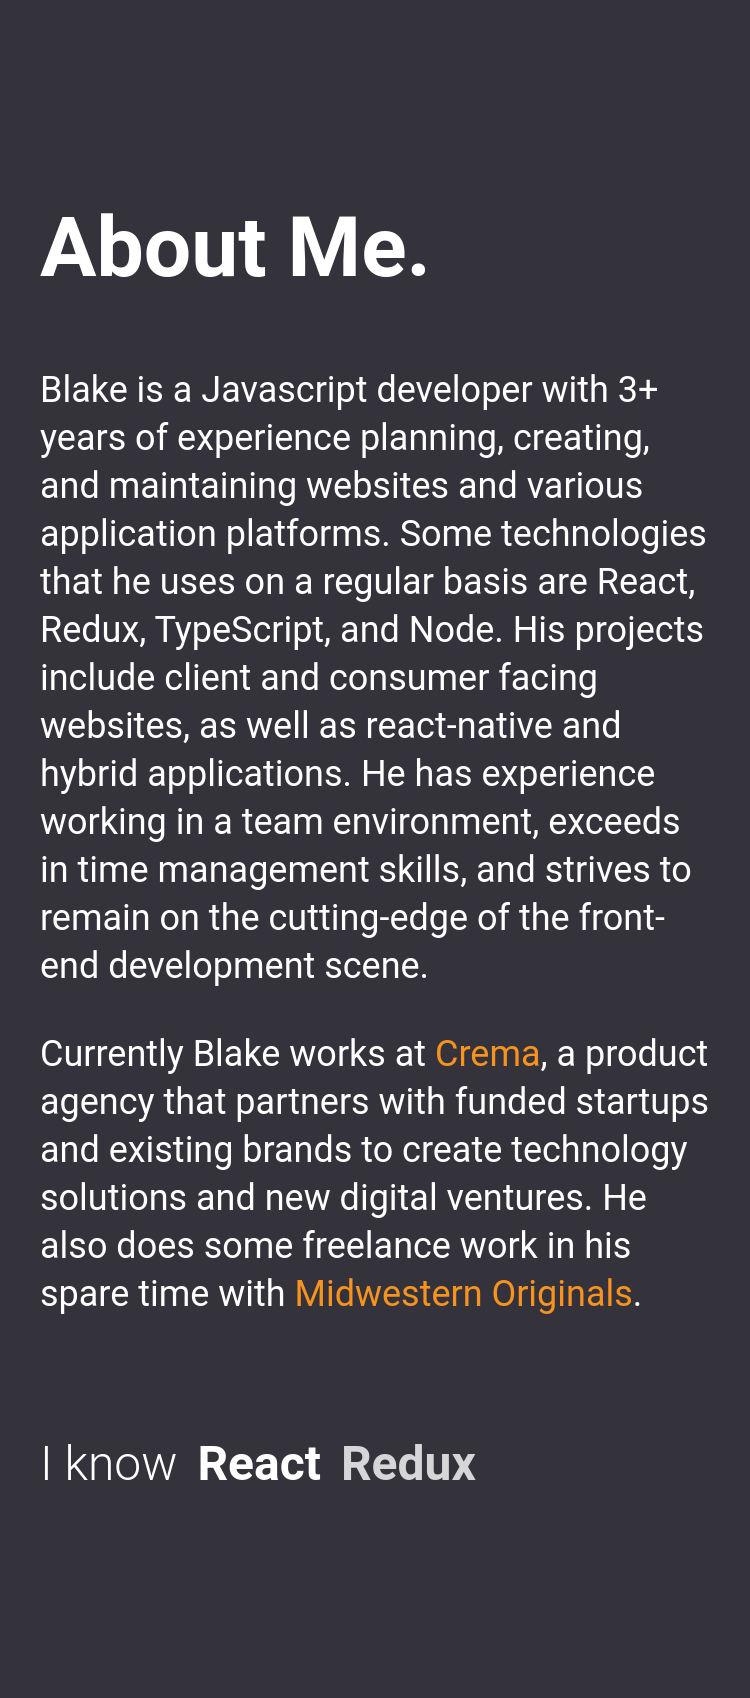 About Me.
Blake is a Javascript developer with 3+
years of experience planning, creating,
and maintaining websites and various
application platforms. Some technologies
that he uses on a regular basis are React,
Redux, TypeScript, and Node. His projects
include client and consumer facing
websites, as well as react-native and
hybrid applications. He has experience
working in a team environment, exceeds
in time management skills, and strives to
remain on the cutting-edge of the front-
end development scene.
Currently Blake works at Crema, a product
agency that partners with funded startups
and existing brands to create technology
solutions and new digital ventures. He
also does some freelance work in his
spare time with Midwestern Originals.
I know React Redux